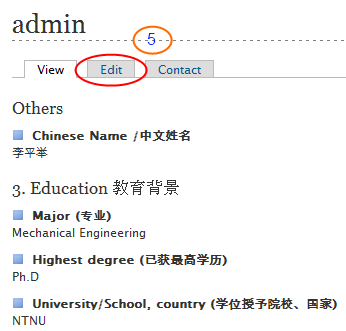 admin
5
View Edit Contact
Others
Chinese Name /中文姓名
李平举
3. Education 教育背景
Major (专业)
Mechanical Engineering
Highest degree (已获最高学历)
Ph.D
University/School, country (学位授予院校、国家)
NTNU